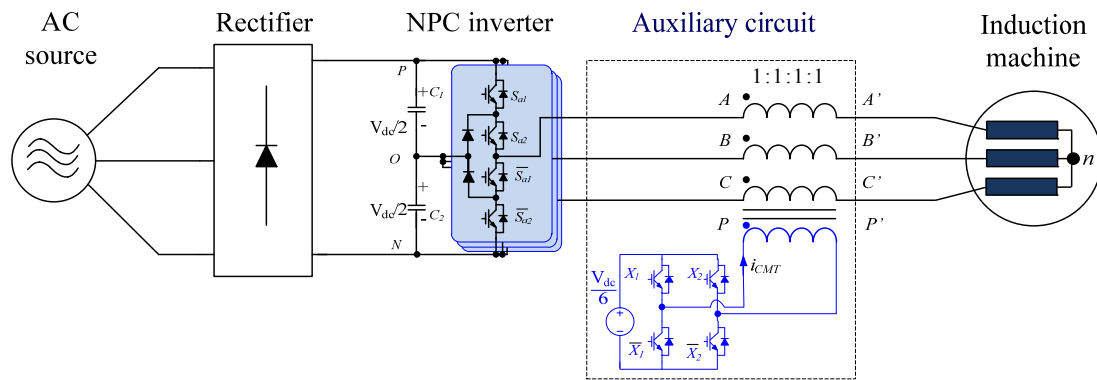 AC source
Rectifier
NPC inverter
Auxiliary circuit
Induction machine
P
+ C1
Vdc/2
-
O
+
Vdc/2
- C2
N
Sa1
Sa2
S̅a1
S̅a2
1:1:1:1
A A'
B B'
C C'
P P'
iCMT
Vdc
6
+
−
X1 X2
X̅1 X̅2
n